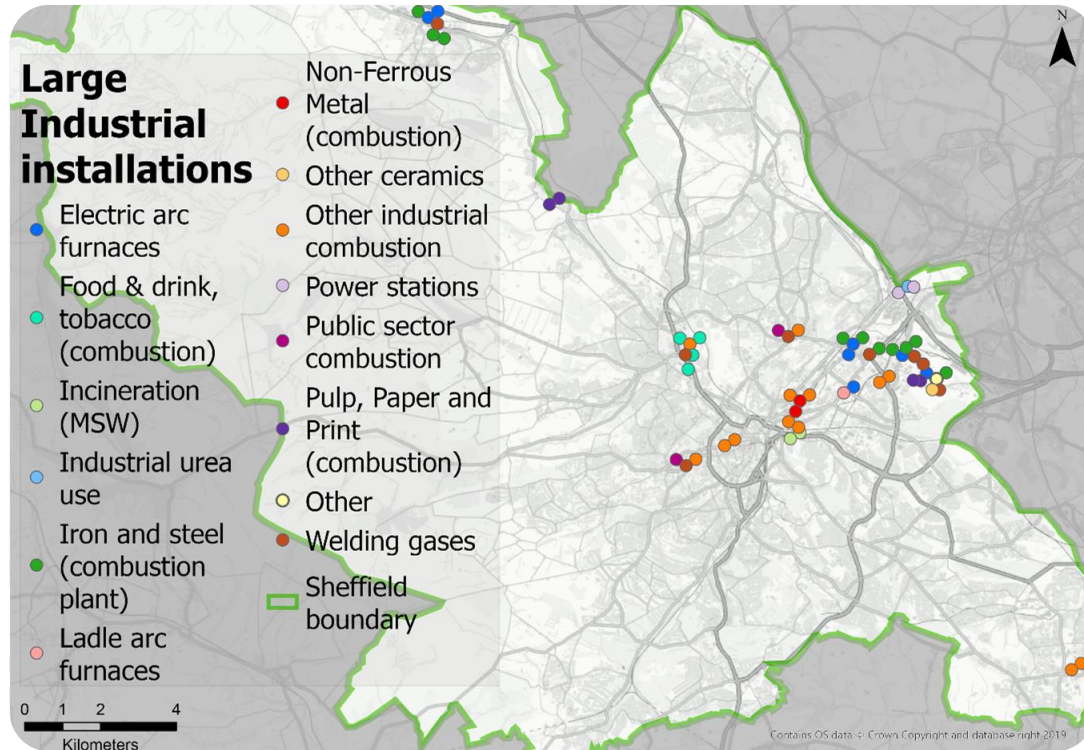 Large
Industrial
installations
Electric arc
furnaces
Food & drink,
tobacco
(combustion)
Incineration
(MSW)
Industrial urea
use
Iron and steel
(combustion
plant)
Ladle arc
furnaces
Non-Ferrous
Metal
(combustion)
Other ceramics
Other industrial
combustion
Power stations
Public sector
combustion
Pulp, Paper and
Print
(combustion)
Other
Welding gases
Sheffield
boundary
0 1 2 4
Kilometers
N
Contains OS data © Crown Copyright and database right 2019